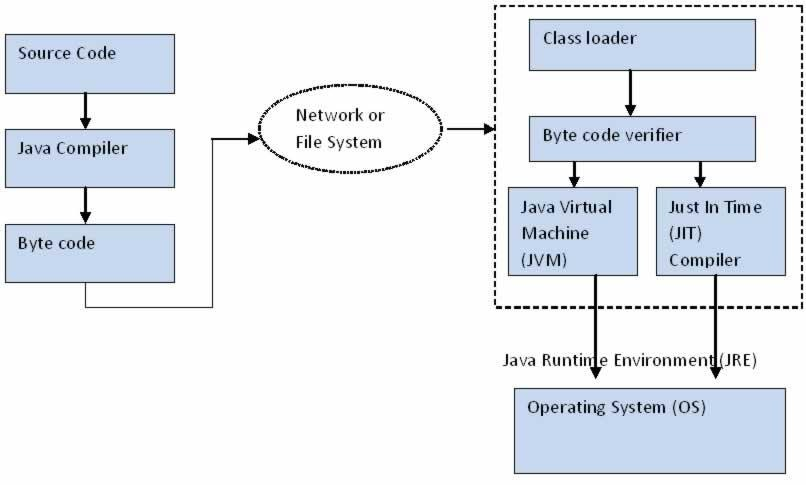 Source Code
Java Compiler
Byte code
Network or
File System
Class loader
Byte code verifier
Java Virtual
Machine
(JVM)
Just In Time
(JIT)
Compiler
Java Runtime Environment (JRE)
Operating System (OS)